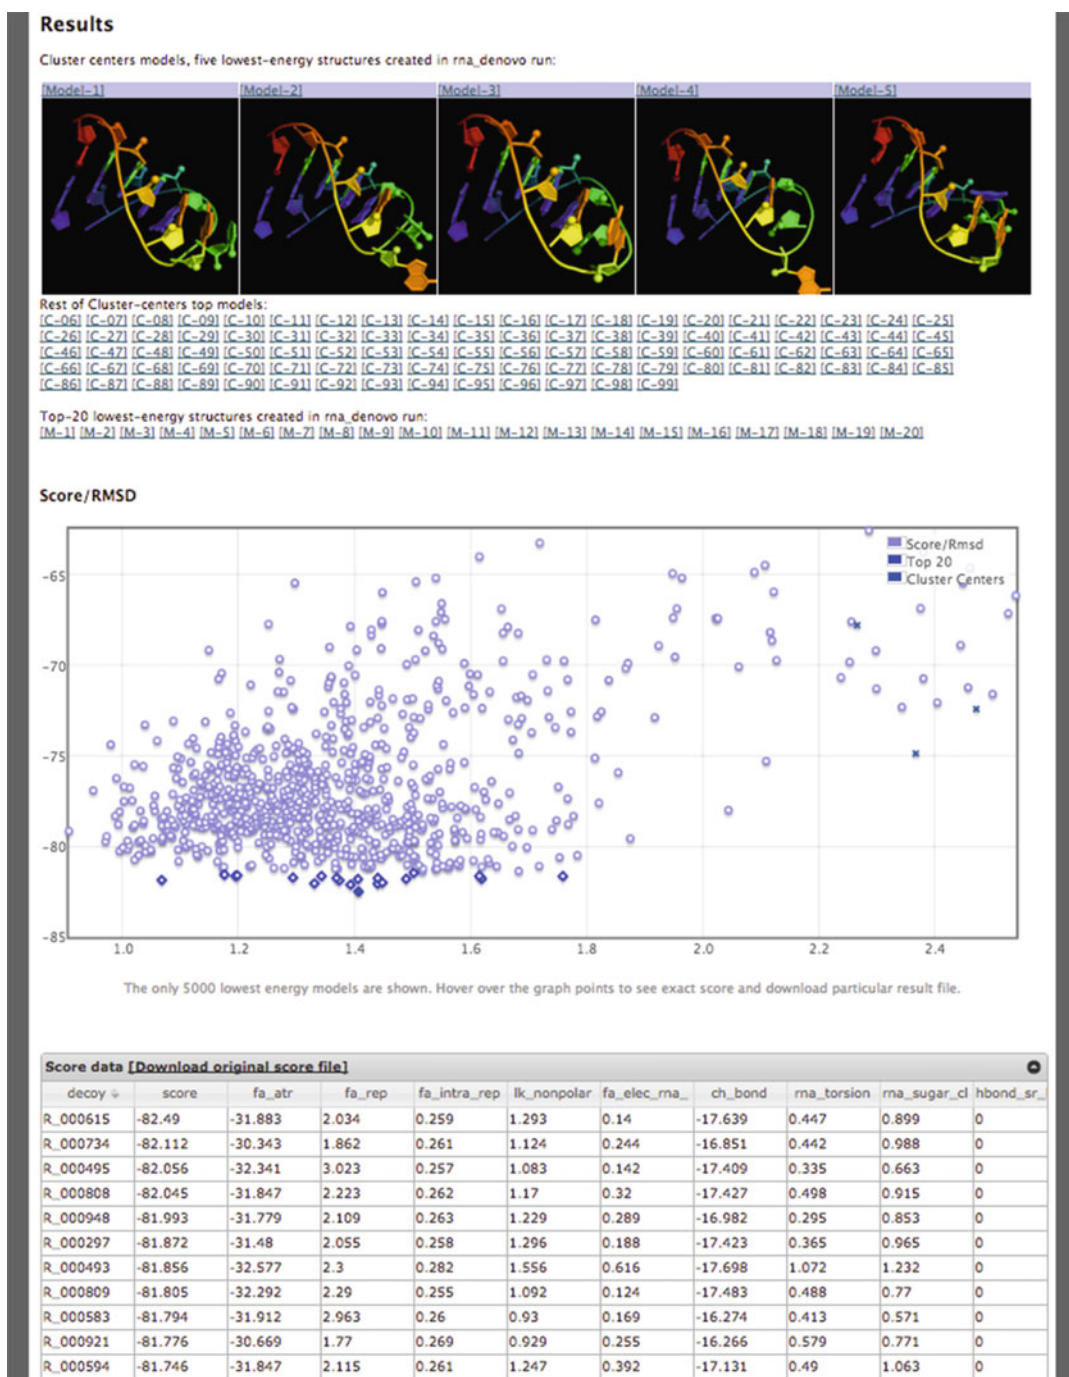 Results
Cluster centers models, five lowest-energy structures created in rna_denovo run:
[Model-1] [Model-2] [Model-3] [Model-4] [Model-5]
Rest of Cluster-centers top models:
[C-06] [C-07] [C-08] [C-09] [C-10] [C-11] [C-12] [C-13] [C-14] [C-15] [C-16] [C-17] [C-18] [C-19] [C-20] [C-21] [C-22] [C-23] [C-24] [C-25]
[C-26] [C-27] [C-28] [C-29] [C-30] [C-31] [C-32] [C-33] [C-34] [C-35] [C-36] [C-37] [C-38] [C-39] [C-40] [C-41] [C-42] [C-43] [C-44] [C-45]
[C-46] [C-47] [C-48] [C-49] [C-50] [C-51] [C-52] [C-53] [C-54] [C-55] [C-56] [C-57] [C-58] [C-59] [C-60] [C-61] [C-62] [C-63] [C-64] [C-65]
[C-66] [C-67] [C-68] [C-69] [C-70] [C-71] [C-72] [C-73] [C-74] [C-75] [C-76] [C-77] [C-78] [C-79] [C-80] [C-81] [C-82] [C-83] [C-84] [C-85]
[C-86] [C-87] [C-88] [C-89] [C-90] [C-91] [C-92] [C-93] [C-94] [C-95] [C-96] [C-97] [C-98] [C-99]
Top-20 lowest-energy structures created in rna_denovo run:
[M-1] [M-2] [M-3] [M-4] [M-5] [M-6] [M-7] [M-8] [M-9] [M-10] [M-11] [M-12] [M-13] [M-14] [M-15] [M-16] [M-17] [M-18] [M-19] [M-20]
Score/RMSD
Score/Rmsd
Top 20
Cluster Centers
-65
-70
-75
-80
-85
1.0 1.2 1.4 1.6 1.8 2.0 2.2 2.4
The only 5000 lowest energy models are shown. Hover over the graph points to see exact score and download particular result file.
Score data [Download original score file]
decoy score fa_atr fa_rep fa_intra_rep lk_nonpolar fa_elec_rna_ ch_bond rna_torsion rna_sugar_cl hbond_sr_
R_000615 -82.49 -31.883 2.034 0.259 1.293 0.14 -17.639 0.447 0.899 0
R_000734 -82.112 -30.343 1.862 0.261 1.124 0.244 -16.851 0.442 0.988 0
R_000495 -82.056 -32.341 3.023 0.257 1.083 0.142 -17.409 0.335 0.663 0
R_000808 -82.045 -31.847 2.223 0.262 1.17 0.32 -17.427 0.498 0.915 0
R_000948 -81.993 -31.779 2.109 0.263 1.229 0.289 -16.982 0.295 0.853 0
R_000297 -81.872 -31.48 2.055 0.258 1.296 0.188 -17.423 0.365 0.965 0
R_000493 -81.856 -32.577 2.3 0.282 1.556 0.616 -17.698 1.072 1.232 0
R_000809 -81.805 -32.292 2.29 0.255 1.092 0.124 -17.483 0.488 0.77 0
R_000583 -81.794 -31.912 2.963 0.26 0.93 0.169 -16.274 0.413 0.571 0
R_000921 -81.776 -30.669 1.77 0.269 0.929 0.255 -16.266 0.579 0.771 0
R_000594 -81.746 -31.847 2.115 0.261 1.247 0.392 -17.131 0.49 1.063 0